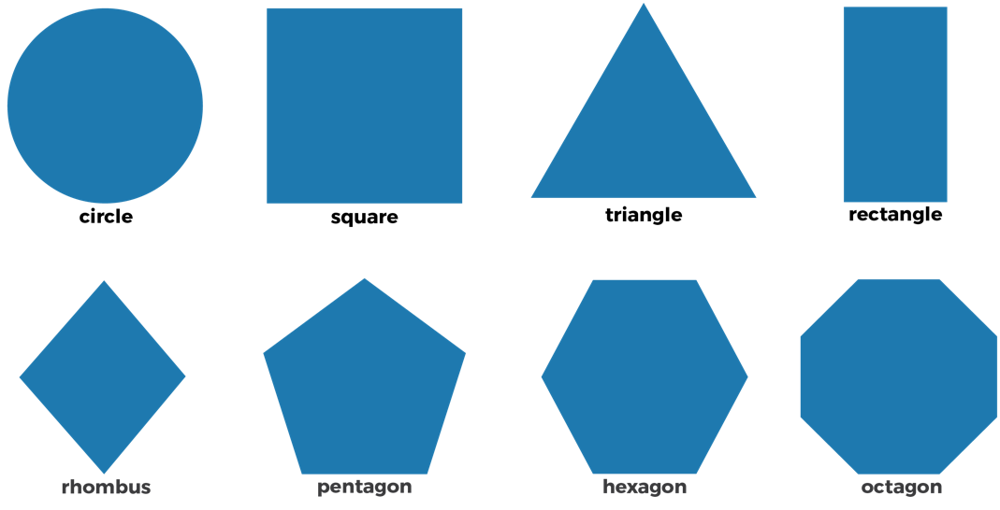 circle
square
triangle
rectangle
rhombus
pentagon
hexagon
octagon